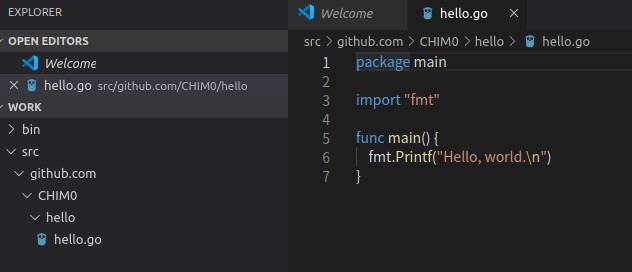 EXPLORER
OPEN EDITORS
Welcome
hello.go src/github.com/CHIM0/hello
WORK
bin
src
github.com
CHIM0
hello
hello.go
Welcome
hello.go
src > github.com > CHIM0 > hello > hello.go
1 package main
2
3 import "fmt"
4
5 func main() {
6 fmt.Printf("Hello, world.\n")
7 }